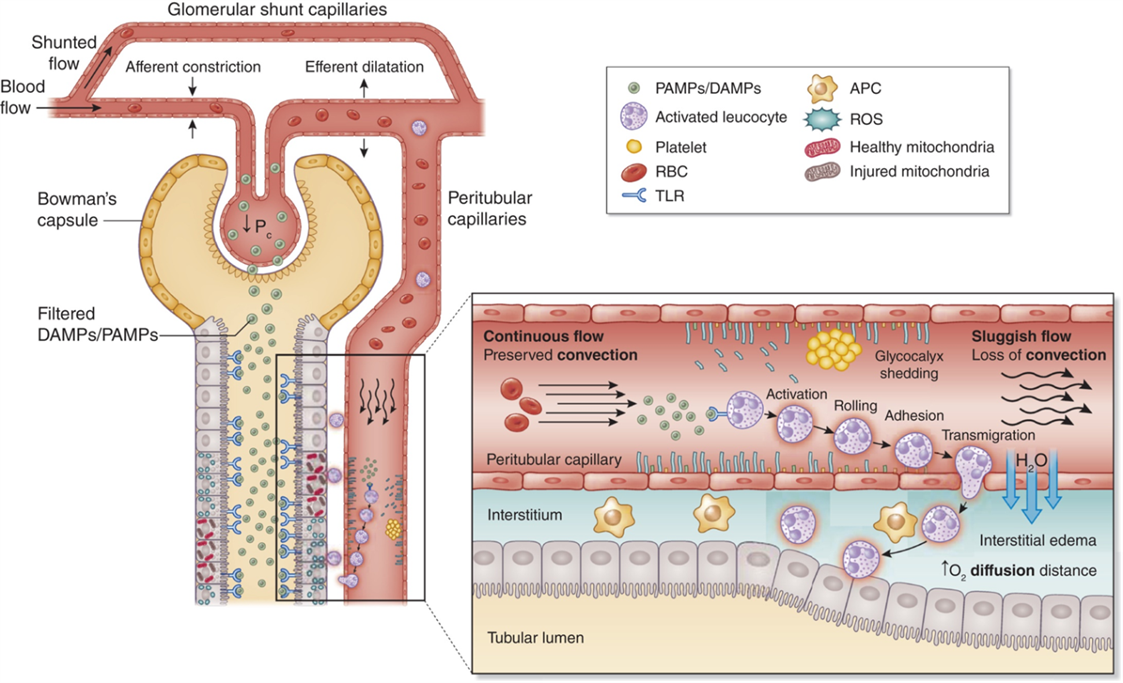 Glomerular shunt capillaries
Shunted
flow
Afferent constriction
Efferent dilatation
Blood
flow
Bowman's
capsule
↓Pc
Peritubular
capillaries
Filtered
DAMPs/PAMPs
PAMPs/DAMPs
Activated leucocyte
Platelet
RBC
TLR
APC
ROS
Healthy mitochondria
Injured mitochondria
Continuous flow
Preserved convection
Sluggish flow
Loss of convection
Glycocalyx
shedding
Activation
Rolling
Adhesion
Transmigration
Peritubular capillary
H2O
Interstitium
Interstitial edema
↑O2 diffusion distance
Tubular lumen